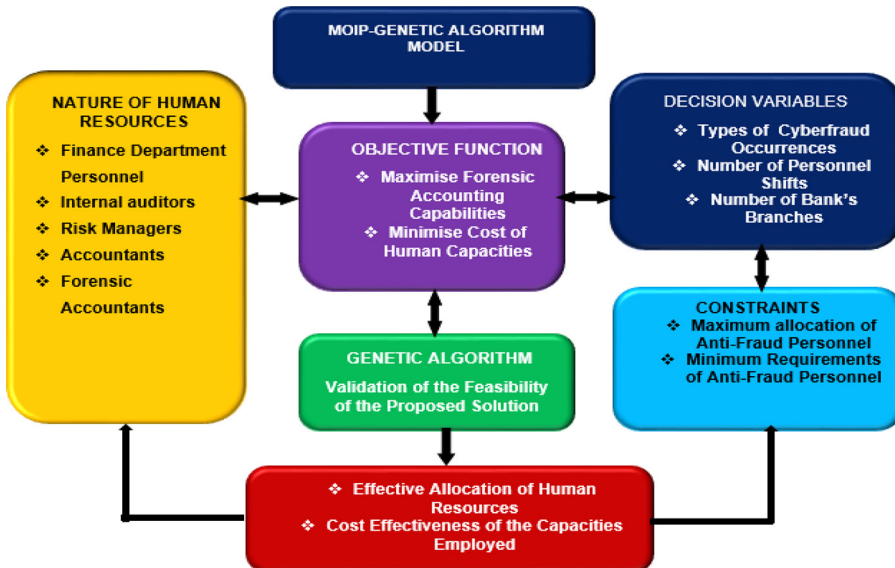 MOIP-GENETIC ALGORITHM
MODEL
NATURE OF HUMAN
RESOURCES
❖ Finance Department
Personnel
❖ Internal auditors
❖ Risk Managers
❖ Accountants
❖ Forensic
Accountants
OBJECTIVE FUNCTION
❖ Maximise Forensic
Accounting
Capabilities
❖ Minimise Cost of
Human Capacities
DECISION VARIABLES
❖ Types of Cyberfraud
Occurrences
❖ Number of Personnel
Shifts
❖ Number of Bank's
Branches
GENETIC ALGORITHM
Validation of the Feasibility
of the Proposed Solution
CONSTRAINTS
❖ Maximum allocation of
Anti-Fraud Personnel
❖ Minimum Requirements
of Anti-Fraud Personnel
❖ Effective Allocation of Human
Resources
❖ Cost Effectiveness of the Capacities
Employed